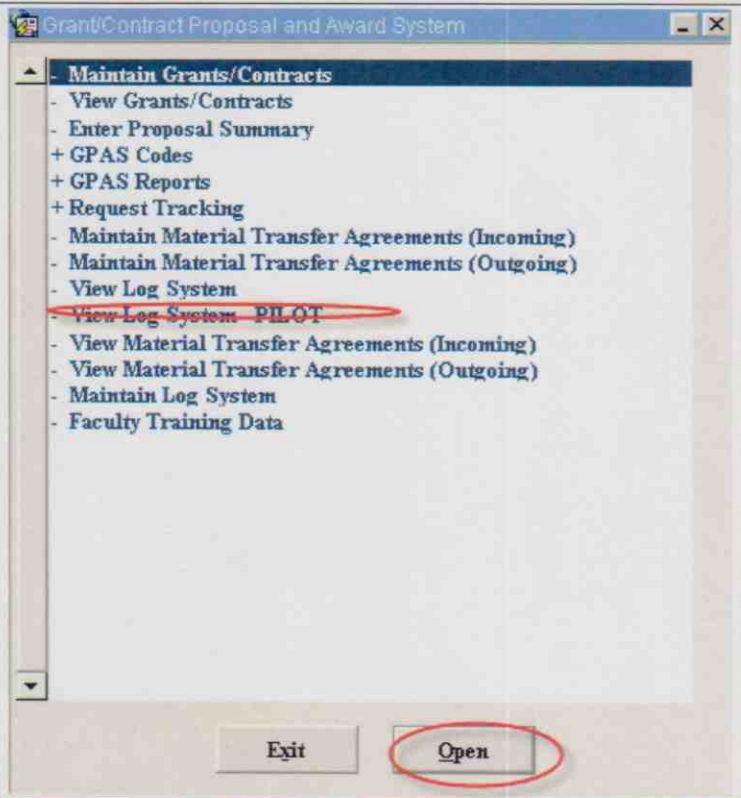 Grant/Contract Proposal and Award System
- Maintain Grants/Contracts
- View Grants/Contracts
- Enter Proposal Summary
+ GPAS Codes
+ GPAS Reports
+ Request Tracking
- Maintain Material Transfer Agreements (Incoming)
- Maintain Material Transfer Agreements (Outgoing)
- View Log System
- View Log System PILOT
- View Material Transfer Agreements (Incoming)
- View Material Transfer Agreements (Outgoing)
- Maintain Log System
- Faculty Training Data
Exit Open